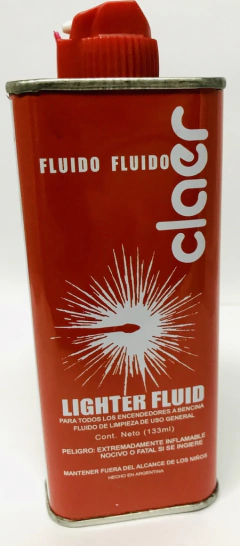 FLUIDO FLUIDO
claer
LIGHTER FLUID
PARA TODOS LOS ENCENDEDORES A BENCINA
FLUIDO DE LIMPIEZA DE USO GENERAL
Cont. Neto (133ml)
PELIGRO: EXTREMADAMENTE INFLAMABLE
NOCIVO O FATAL SI SE INGIERE
MANTENER FUERA DEL ALCANCE DE LOS NIÑOS
HECHO EN ARGENTINA